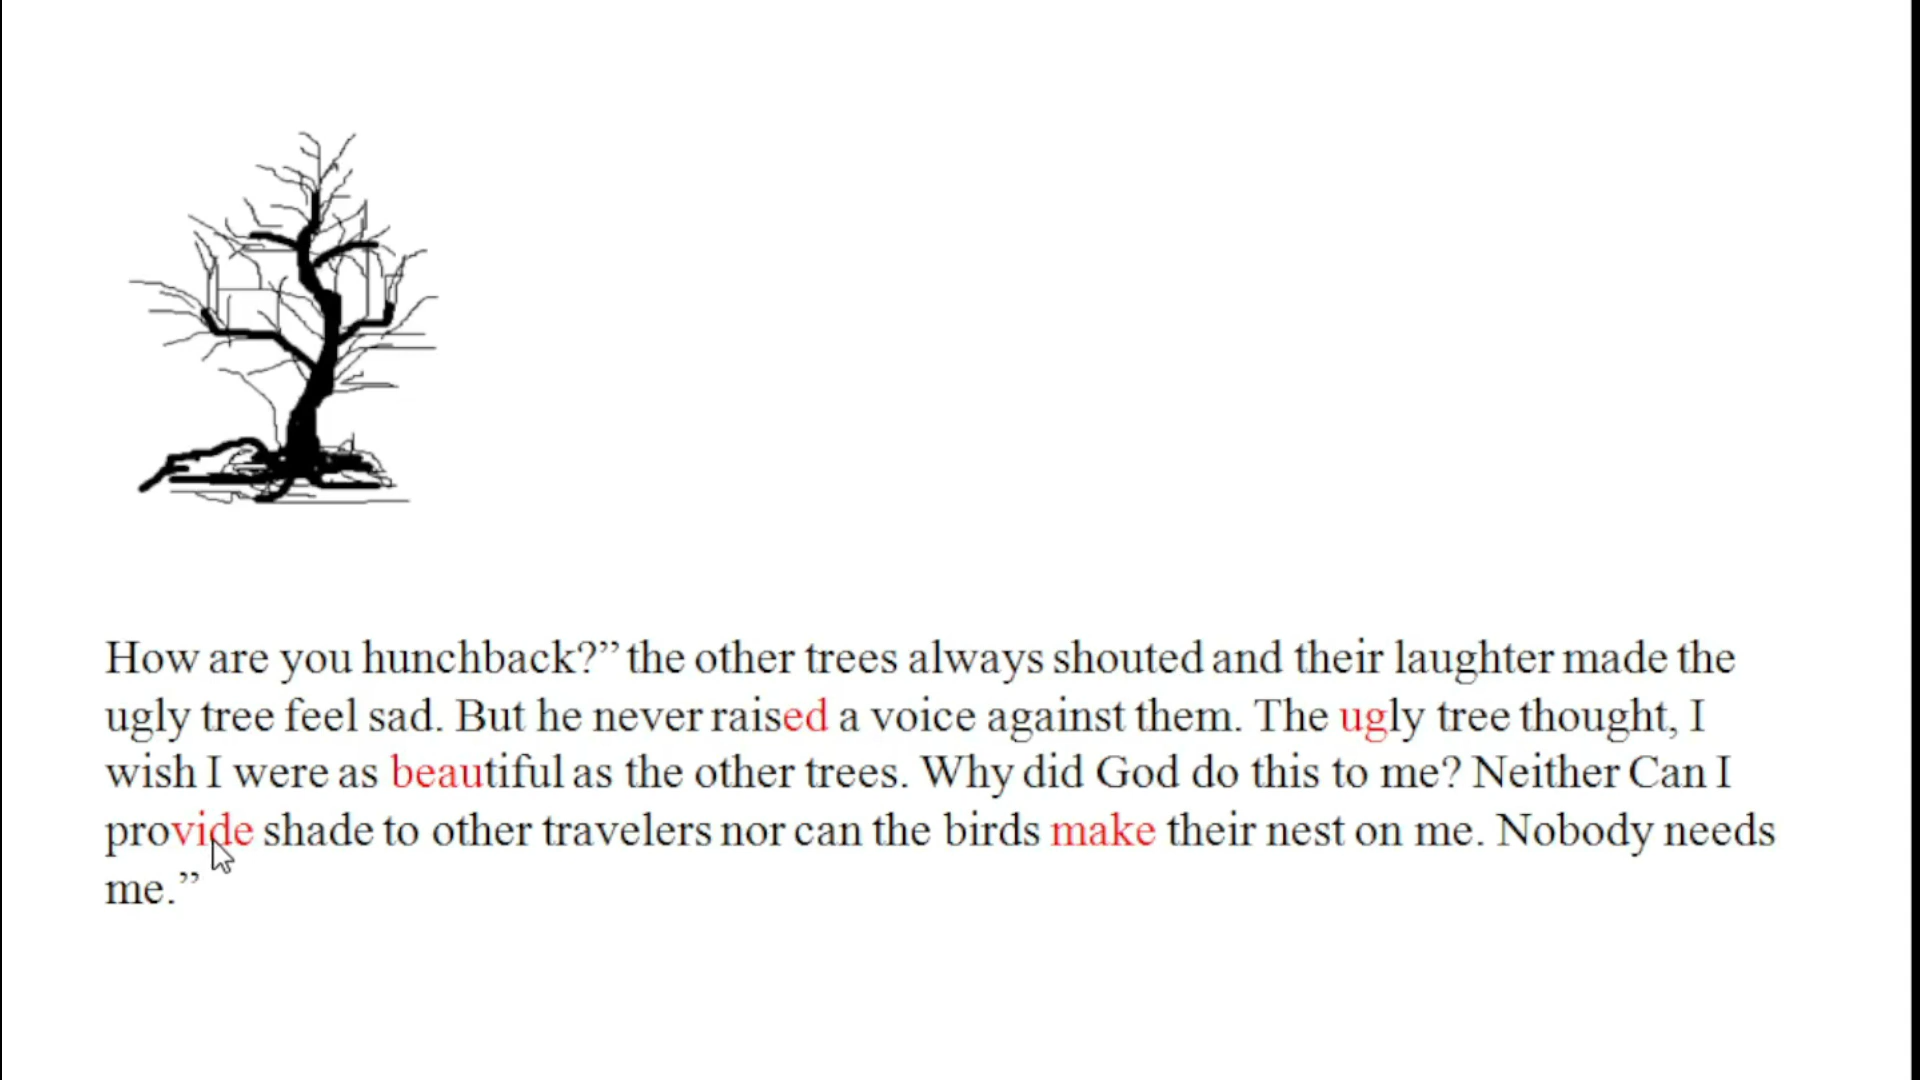 How are you hunchback?” the other trees always shouted and their laughter made the
ugly tree feel sad. But he never raised a voice against them. The ugly tree thought, I
wish I were as beautiful as the other trees. Why did God do this to me? Neither Can I
provide shade to other travelers nor can the birds make their nest on me. Nobody needs
me.”